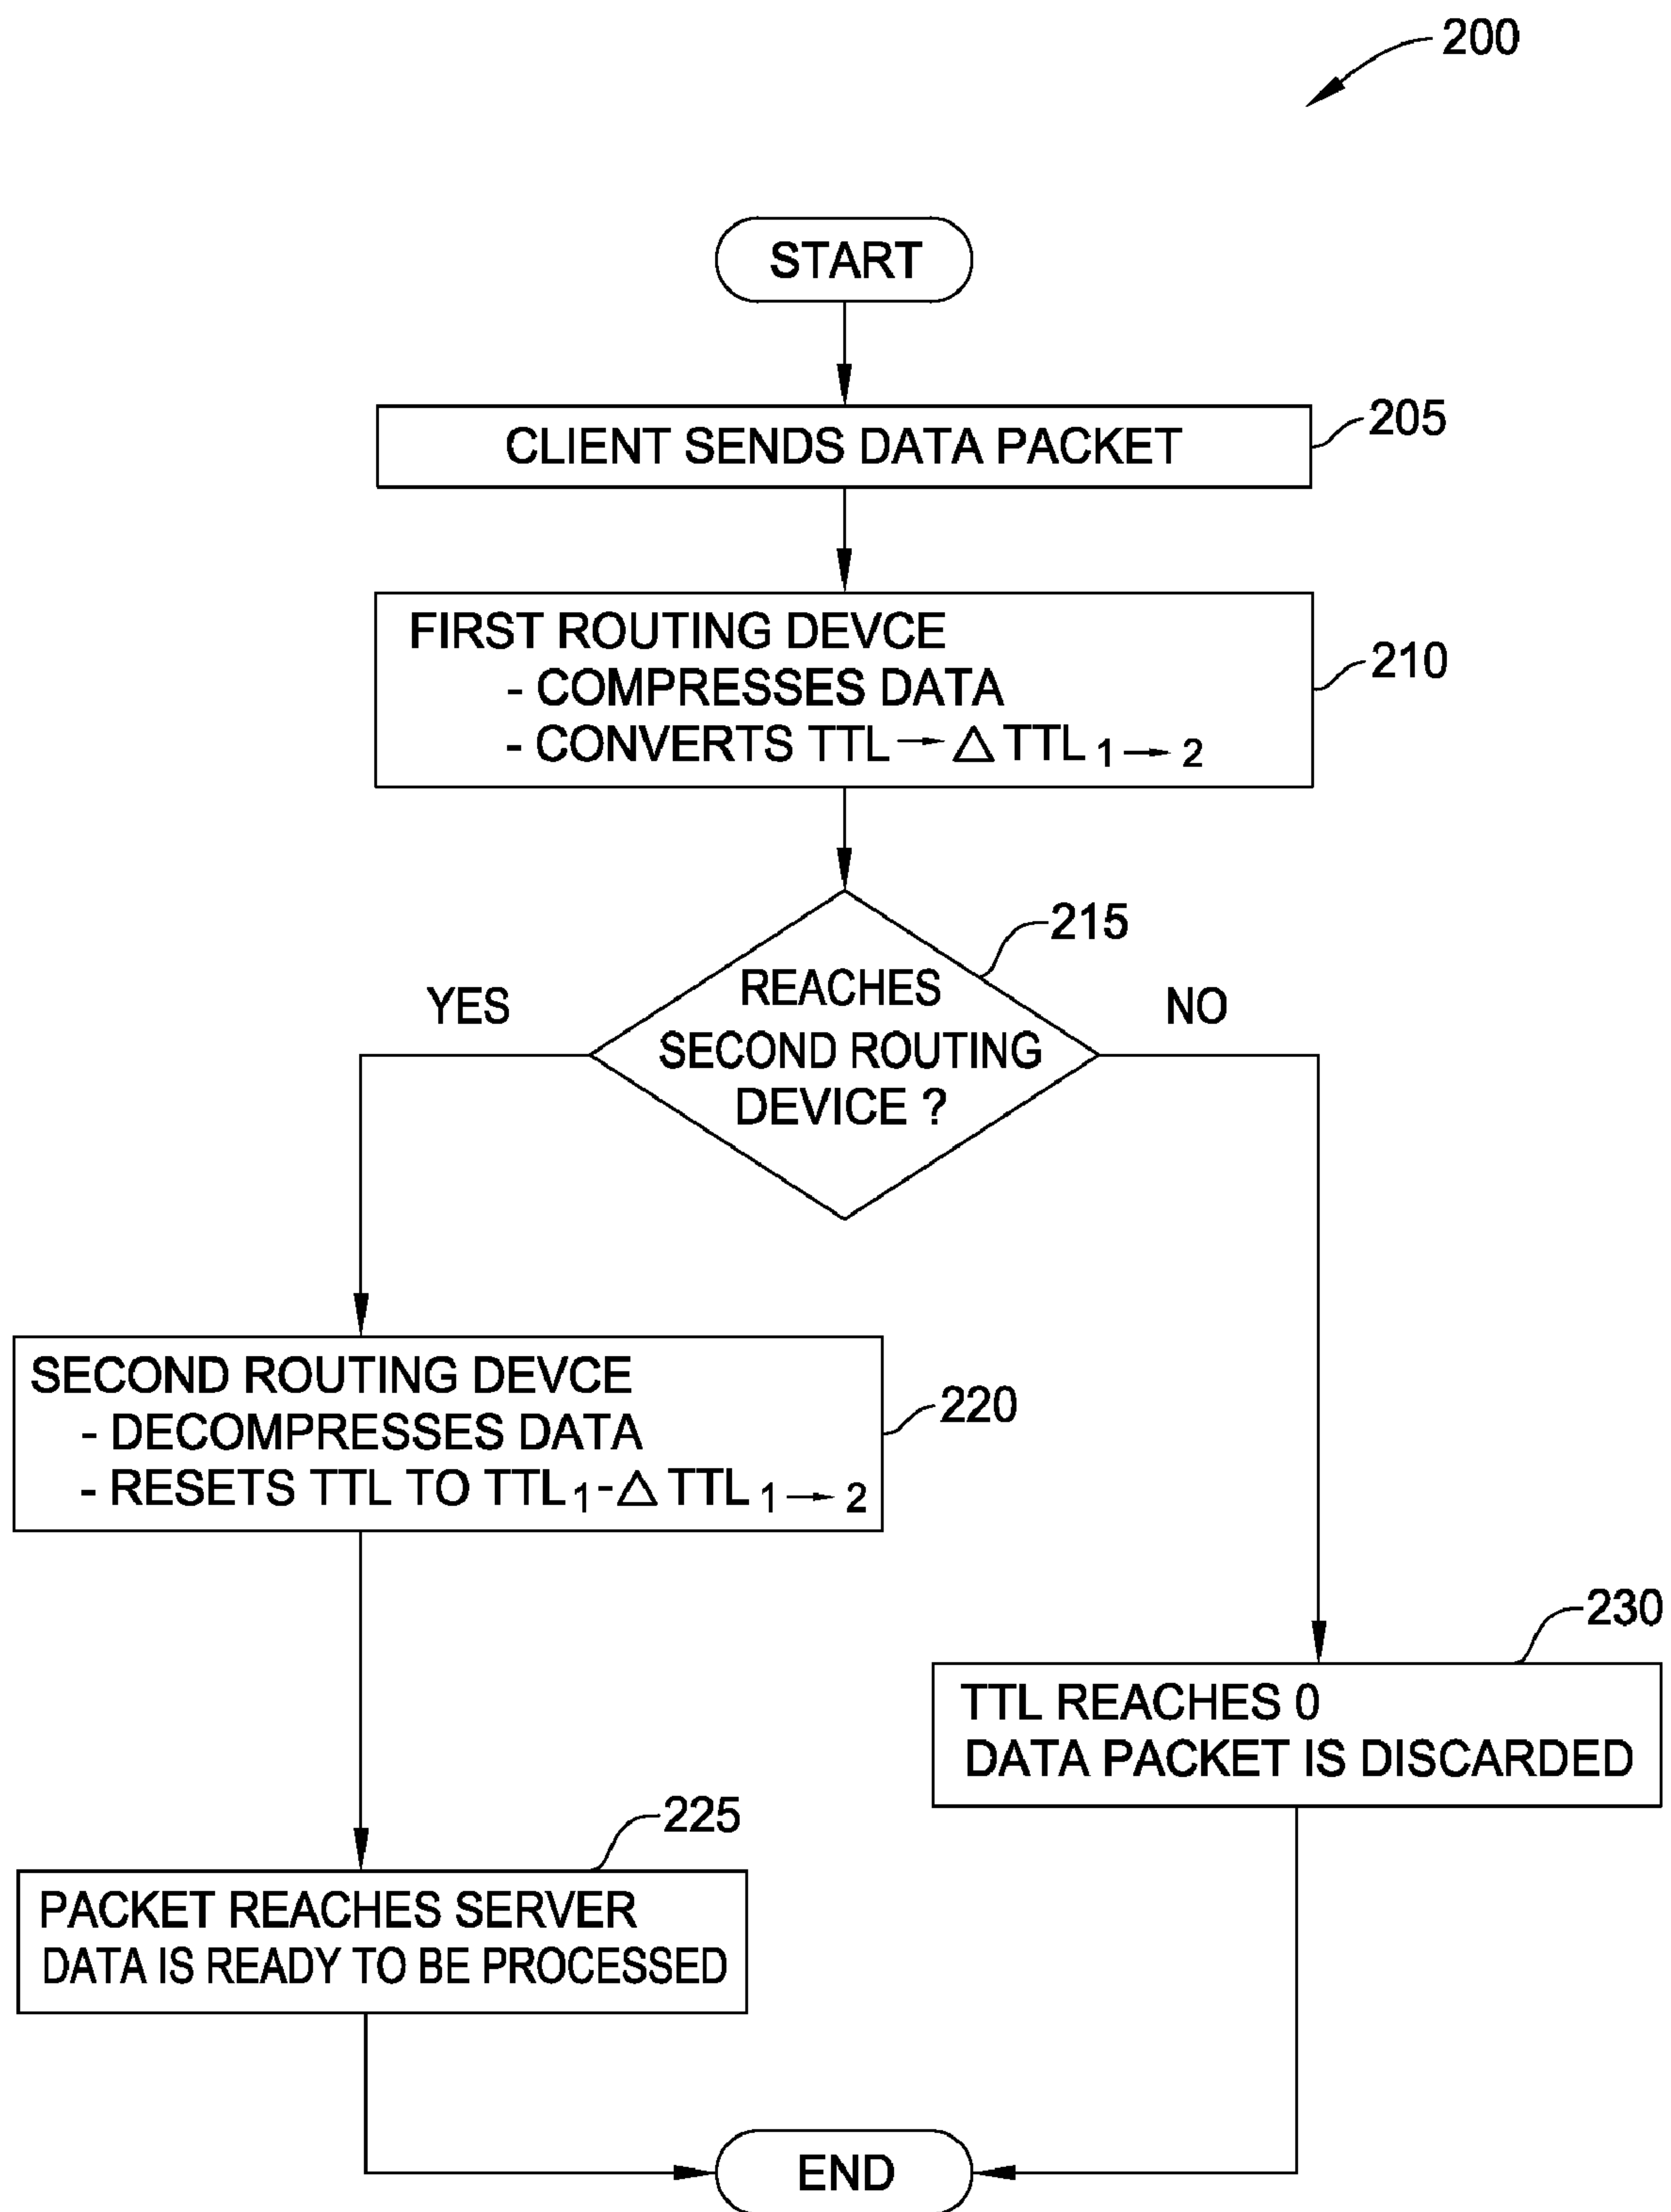 200
START
CLIENT SENDS DATA PACKET
205
FIRST ROUTING DEVCE
- COMPRESSES DATA
- CONVERTS TTL → △ TTL 1 → 2
210
215
REACHES
SECOND ROUTING
DEVICE ?
YES
NO
SECOND ROUTING DEVCE
- DECOMPRESSES DATA
- RESETS TTL TO TTL 1 - △ TTL 1 → 2
220
230
TTL REACHES 0
DATA PACKET IS DISCARDED
225
PACKET REACHES SERVER
DATA IS READY TO BE PROCESSED
END